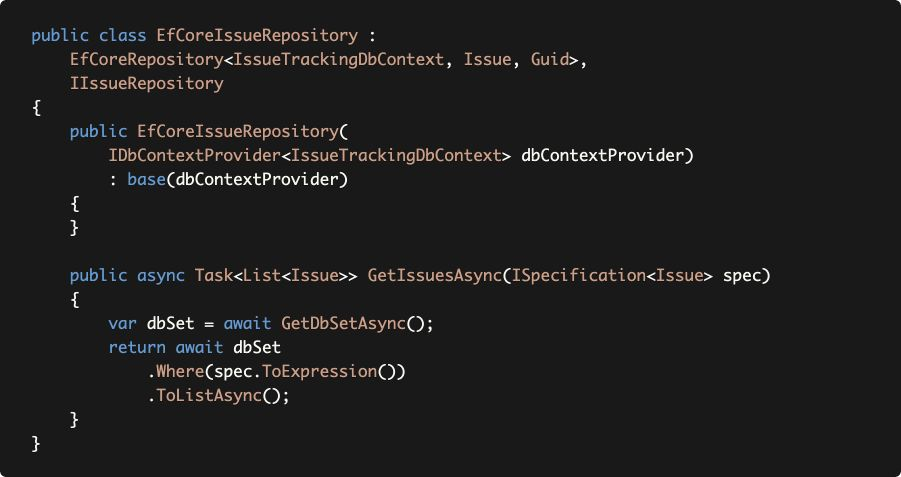 public class EfCoreIssueRepository :
    EfCoreRepository<IssueTrackingDbContext, Issue, Guid>,
    IIssueRepository
{
    public EfCoreIssueRepository(
        IDbContextProvider<IssueTrackingDbContext> dbContextProvider)
        : base(dbContextProvider)
    {
    }

    public async Task<List<Issue>> GetIssuesAsync(ISpecification<Issue> spec)
    {
        var dbSet = await GetDbSetAsync();
        return await dbSet
            .Where(spec.ToExpression())
            .ToListAsync();
    }
}